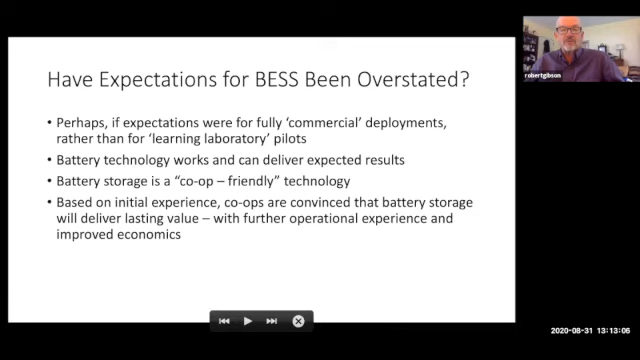 Have Expectations for BESS Been Overstated?
• Perhaps, if expectations were for fully ‘commercial’ deployments,
rather than for ‘learning laboratory’ pilots
• Battery technology works and can deliver expected results
• Battery storage is a “co-op – friendly” technology
• Based on initial experience, co-ops are convinced that battery storage
will deliver lasting value – with further operational experience and
improved economics
robertgibson
2020-08-31 13:13:06